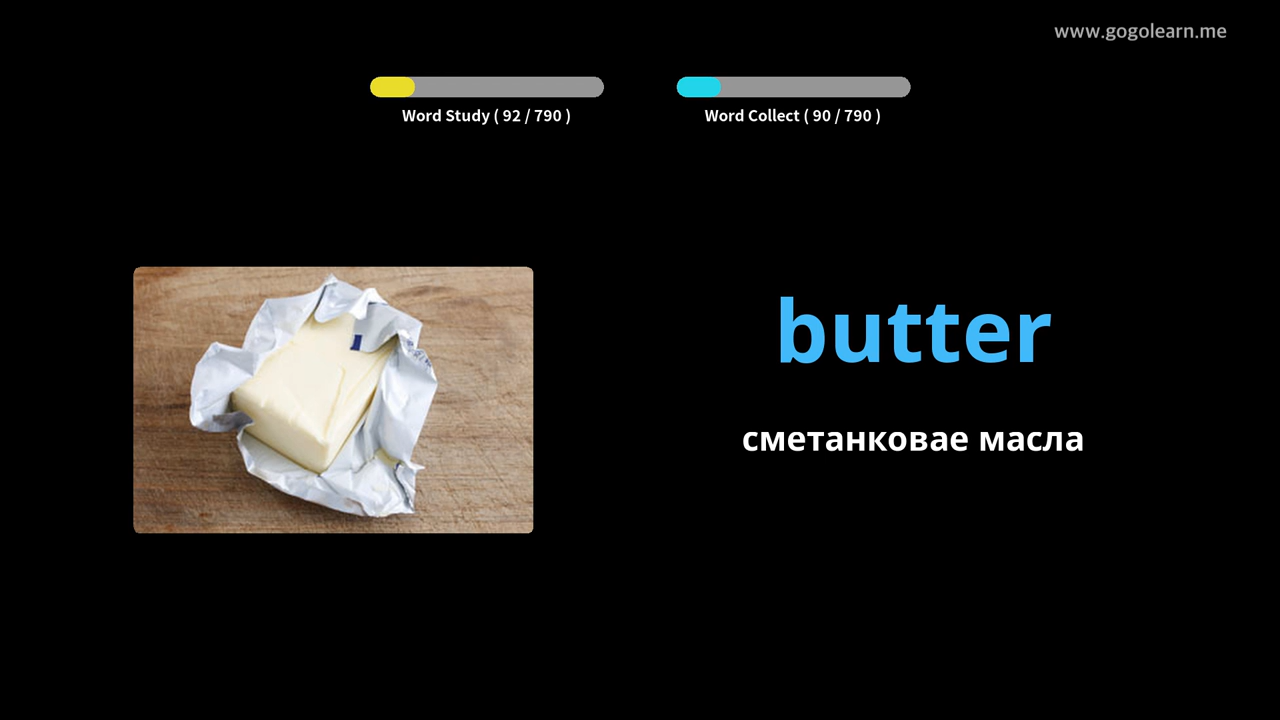 www.gogolearn.me
Word Study ( 92 / 790 )
Word Collect ( 90 / 790 )
butter
сметанковае масла